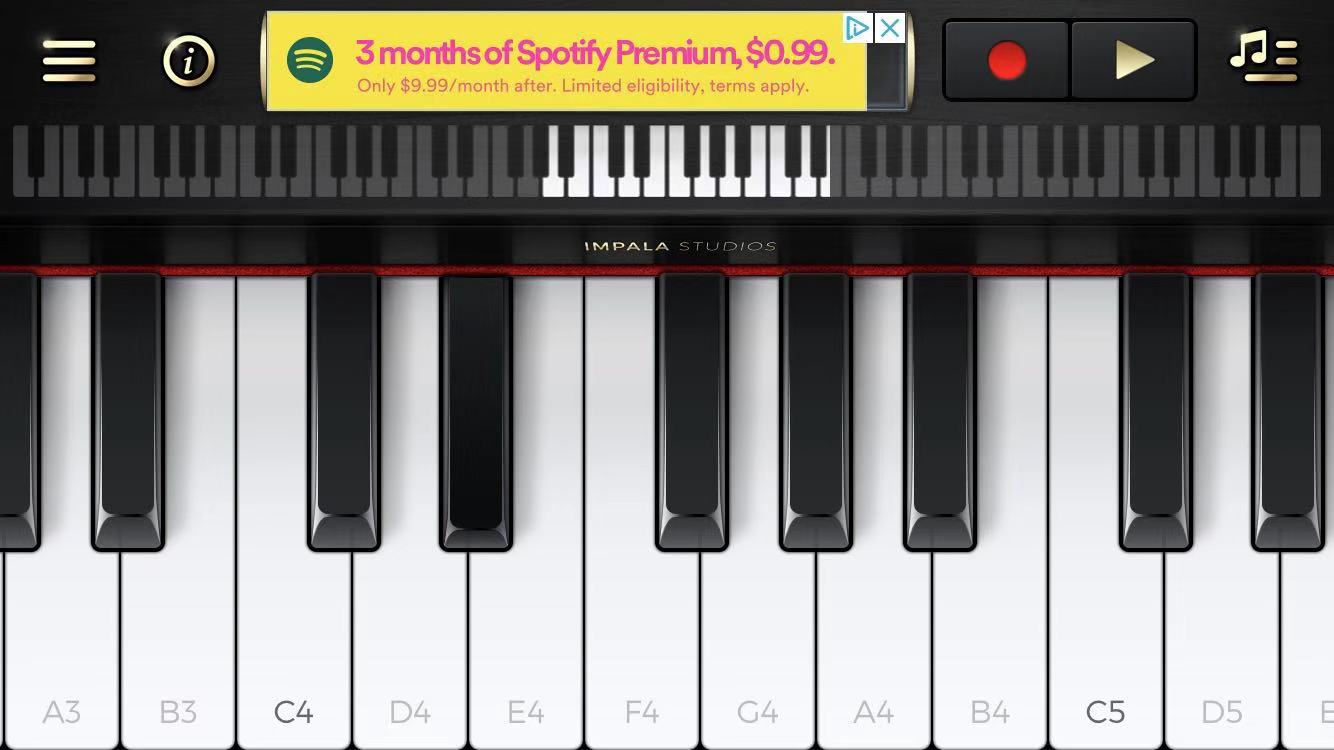 i
3 months of Spotify Premium, $0.99.
Only $9.99/month after. Limited eligibility, terms apply.
IMPALA STUDIOS
A3 B3 C4 D4 E4 F4 G4 A4 B4 C5 D5 E